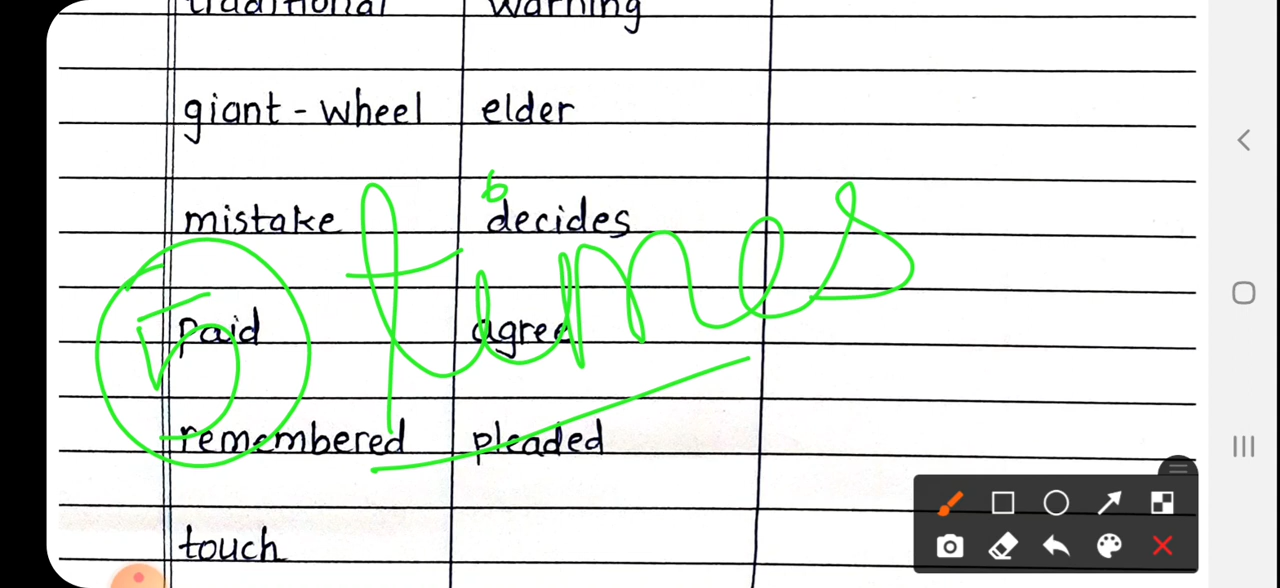 traditional warning
giant - wheel elder
b
mistake decides
5 times
paid agree
remembered pleaded
touch